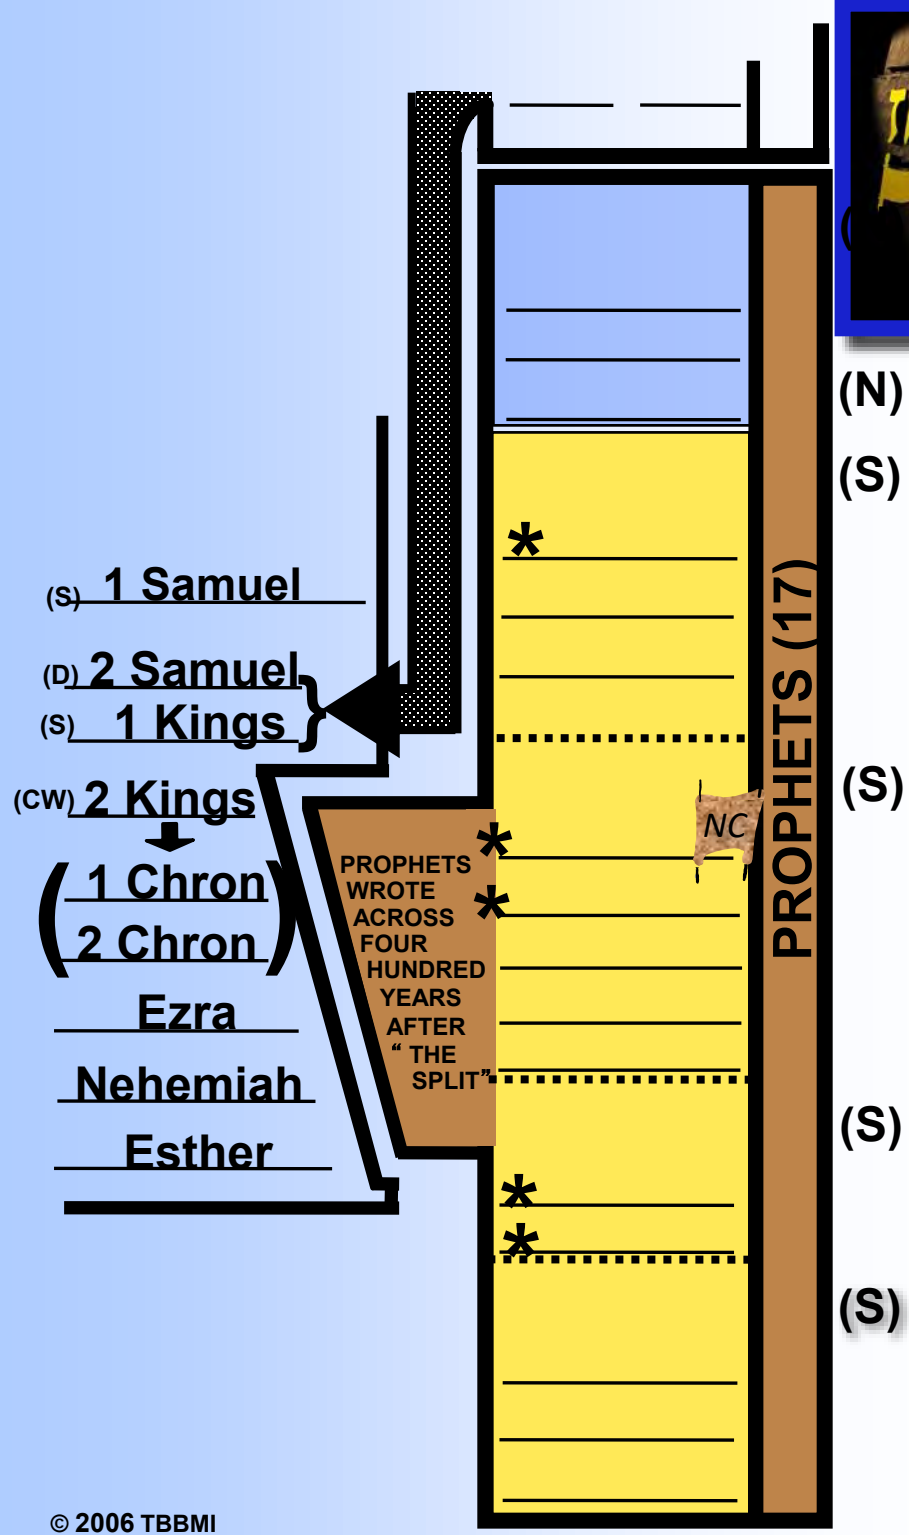 (N)
(S)
(S) 1 Samuel
(D) 2 Samuel
(S) 1 Kings
(CW) 2 Kings
(1 Chron
2 Chron)
Ezra
Nehemiah
Esther
PROPHETS
WROTE
ACROSS
FOUR
HUNDRED
YEARS
AFTER
“ THE
SPLIT”
*
*
*
*
*
NC
PROPHETS (17)
(S)
(S)
(S)
© 2006 TBBMI